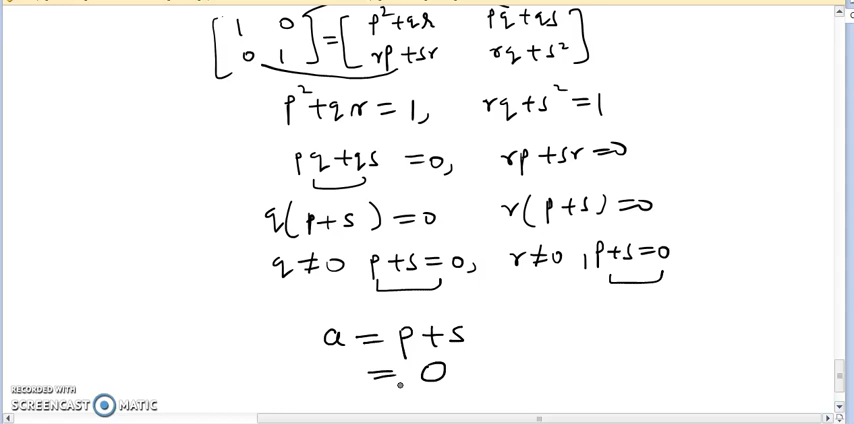 [1 0 0 1] = [p²+qr pq+qs rp+sr rq+s²]
p²+qr = 1, rq+s² = 1
pq+qs = 0, rp+sr = 0
q(p+s) = 0 r(p+s) = 0
q≠0 p+s = 0, r≠0, p+s = 0
a = p+s
= 0
RECORDED WITH
SCREENCAST MATIC